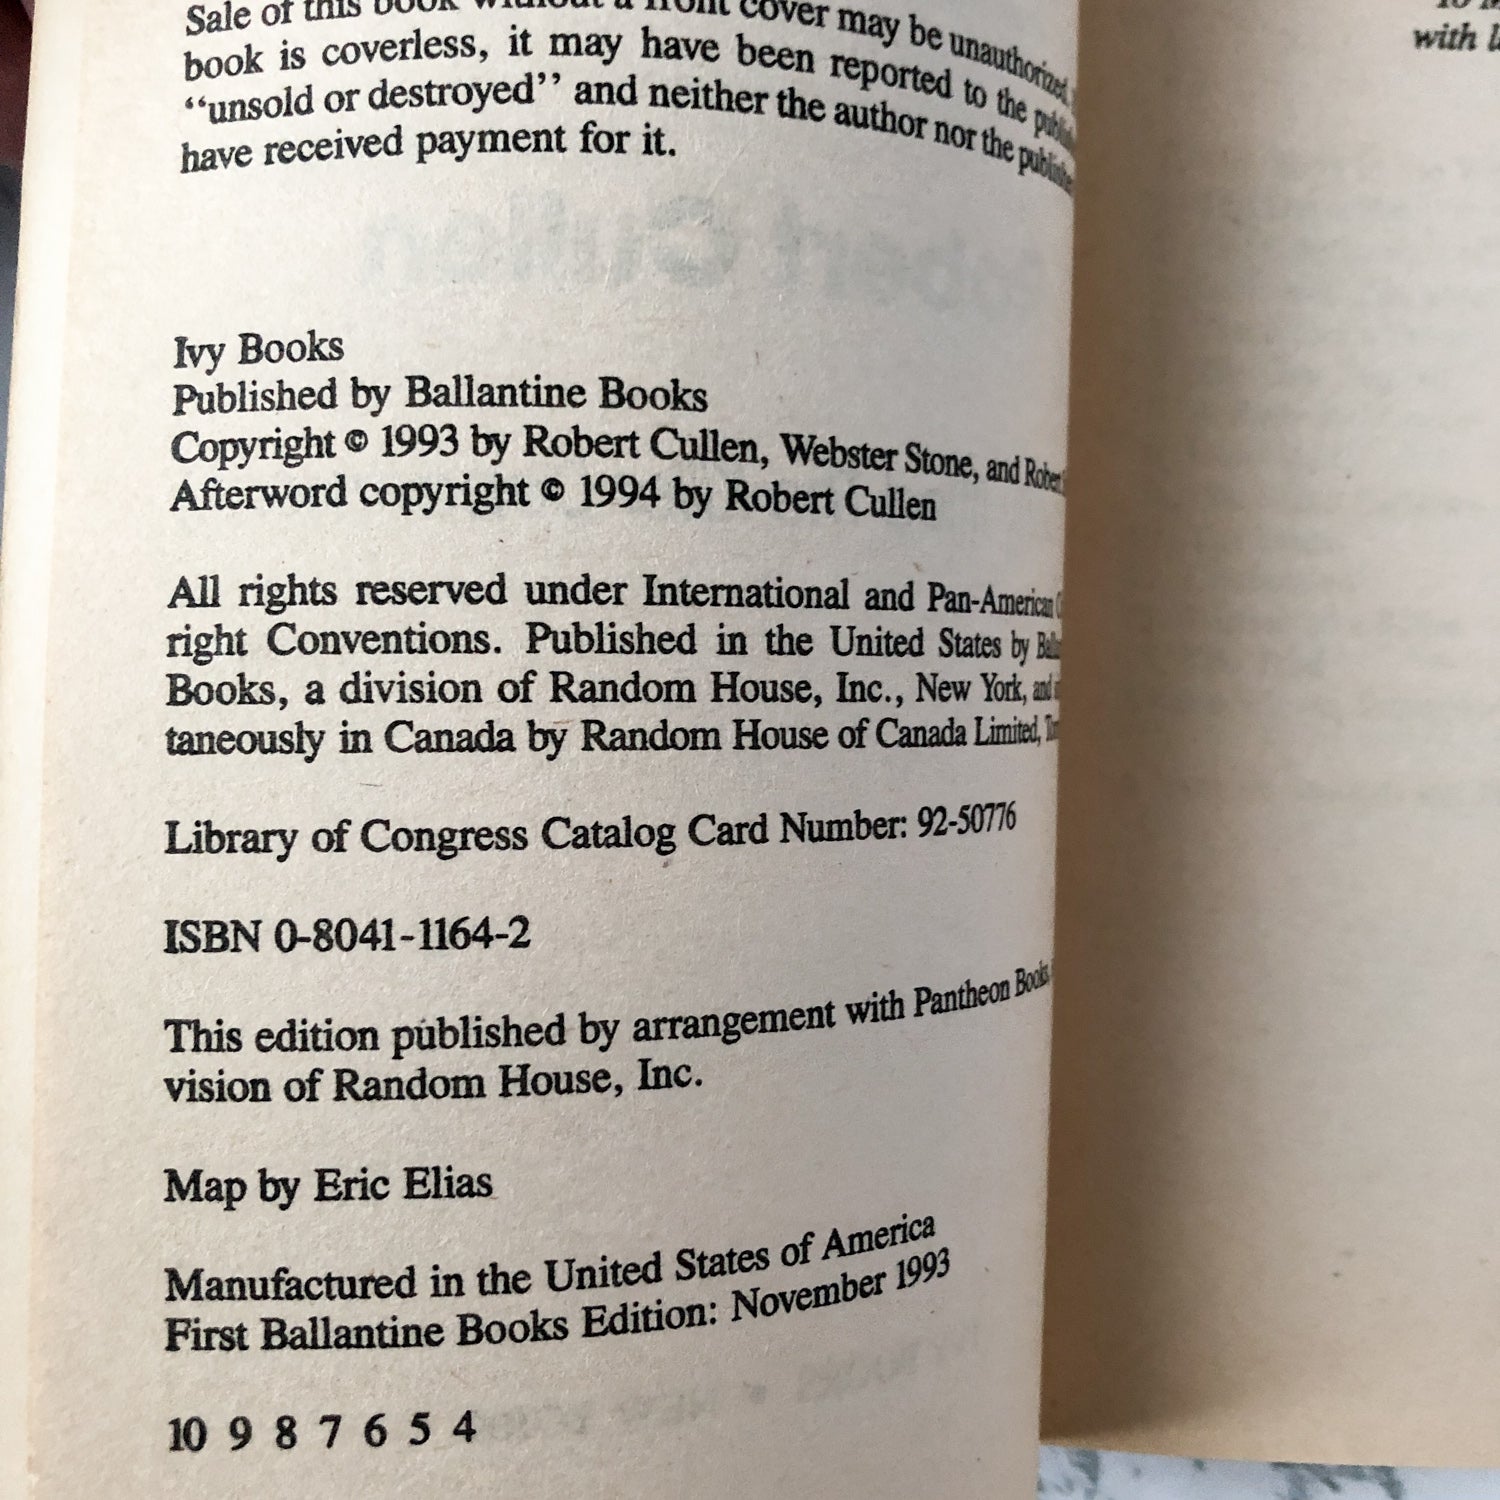 Sale of this book without a front cover may be unauthorized.
book is coverless, it may have been reported to the
“unsold or destroyed” and neither the author nor the
have received payment for it.
Ivy Books
Published by Ballantine Books
Copyright © 1993 by Robert Cullen, Webster Stone, and Robert
Afterword copyright © 1994 by Robert Cullen
All rights reserved under International and Pan-American
right Conventions. Published in the United States by
Books, a division of Random House, Inc., New York, and
taneously in Canada by Random House of Canada Limited,
Library of Congress Catalog Card Number: 92-50776
ISBN 0-8041-1164-2
This edition published by arrangement with Pantheon Books,
vision of Random House, Inc.
Map by Eric Elias
Manufactured in the United States of America
First Ballantine Books Edition: November 1993
10 9 8 7 6 5 4
with